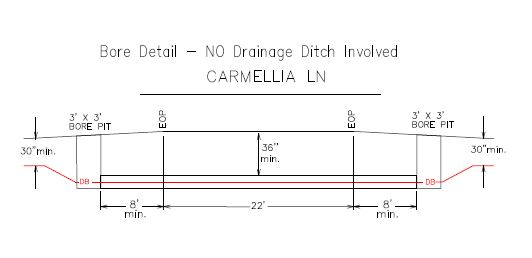 Bore Detail - NO Drainage Ditch Involved
CARMELLIA LN
3' X 3'
BORE PIT
EOP
EOP
3' X 3'
BORE PIT
30"min.
36"
min.
30"min.
DB
DB
8'
min.
22'
8'
min.